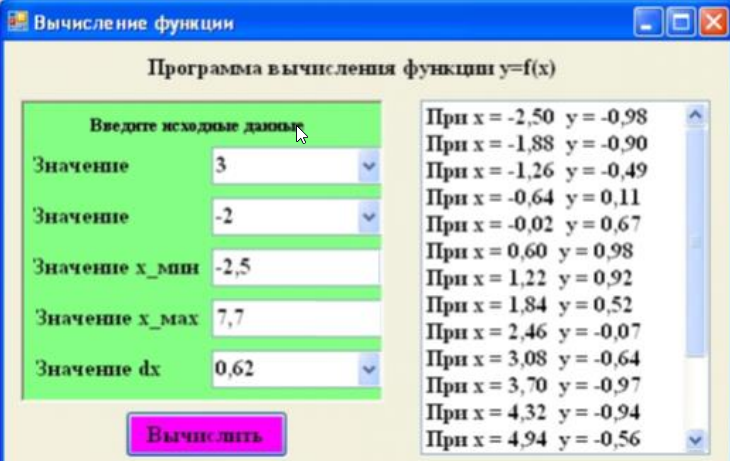 Вычисление функции
Программа вычисления функции y=f(x)
Введите исходные данные
Значение 3
Значение -2
Значение x_мин -2,5
Значение x_мах 7,7
Значение dx 0,62
Вычислить
При x = -2,50 y = -0,98
При x = -1,88 y = -0,90
При x = -1,26 y = -0,49
При x = -0,64 y = 0,11
При x = -0,02 y = 0,67
При x = 0,60 y = 0,98
При x = 1,22 y = 0,92
При x = 1,84 y = 0,52
При x = 2,46 y = -0,07
При x = 3,08 y = -0,64
При x = 3,70 y = -0,97
При x = 4,32 y = -0,94
При x = 4,94 y = -0,56